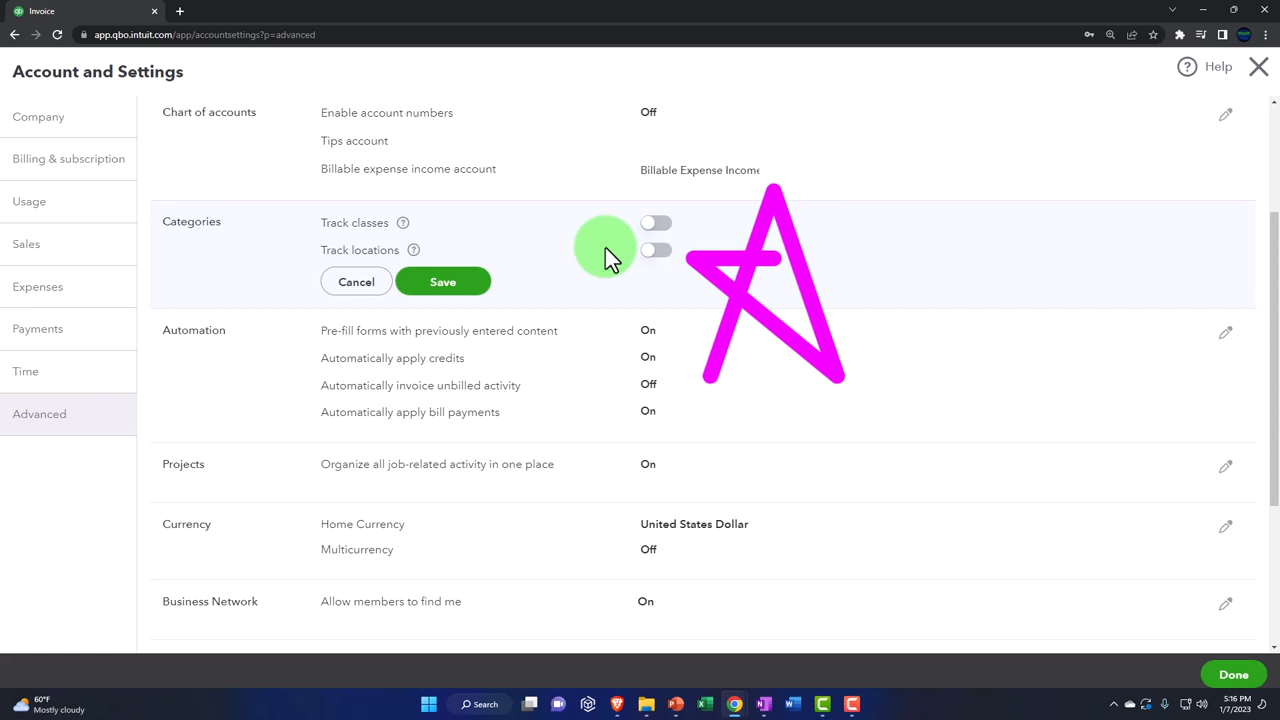 Invoice
app.qbo.intuit.com/app/accountsettings?p=advanced
Account and Settings
Help
Company
Billing & subscription
Usage
Sales
Expenses
Payments
Time
Advanced
Chart of accounts
Enable account numbers Off
Tips account
Billable expense income account Billable Expense Income
Categories
Track classes ?
Track locations ?
Cancel Save
Automation
Pre-fill forms with previously entered content On
Automatically apply credits On
Automatically invoice unbilled activity Off
Automatically apply bill payments On
Projects Organize all job-related activity in one place On
Currency Home Currency United States Dollar
Multicurrency Off
Business Network Allow members to find me On
Done
60°F
Mostly cloudy
Search
5:16 PM
1/7/2023